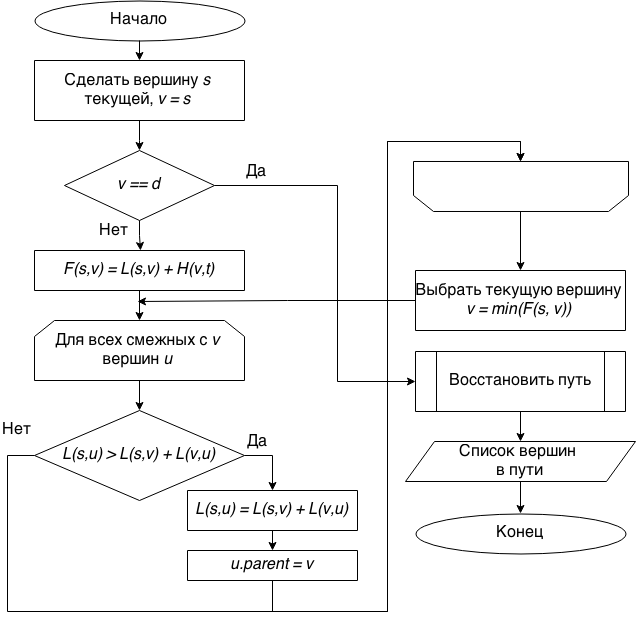 Начало
Сделать вершину s
текущей, v = s
v == d
Да
Нет
F(s,v) = L(s,v) + H(v,t)
Для всех смежных с v
вершин u
Нет
L(s,u) > L(s,v) + L(v,u)
Да
L(s,u) = L(s,v) + L(v,u)
u.parent = v
Выбрать текущую вершину
v = min(F(s, v))
Восстановить путь
Список вершин
в пути
Конец